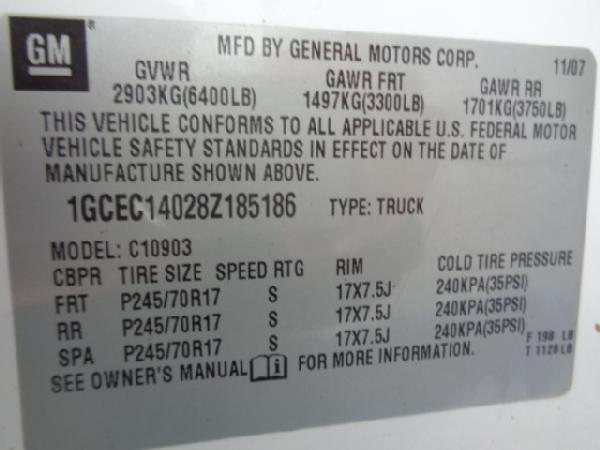 GM®
MFD BY GENERAL MOTORS CORP. 11/07
GVWR GAWR FRT GAWR RR
2903KG(6400LB) 1497KG(3300LB) 1701KG(3750LB)
THIS VEHICLE CONFORMS TO ALL APPLICABLE U.S. FEDERAL MOTOR
VEHICLE SAFETY STANDARDS IN EFFECT ON THE DATE OF
MANUFACTURE SHOWN ABOVE.
1GCEC14028Z185186 TYPE: TRUCK
MODEL: C10903
CBPR TIRE SIZE SPEED RTG RIM COLD TIRE PRESSURE
FRT P245/70R17 S 17X7.5J 240KPA(35PSI)
RR P245/70R17 S 17X7.5J 240KPA(35PSI)
SPA P245/70R17 S 17X7.5J 240KPA(35PSI)
F 198 LB
T 1128 LB
SEE OWNER'S MANUAL i FOR MORE INFORMATION.